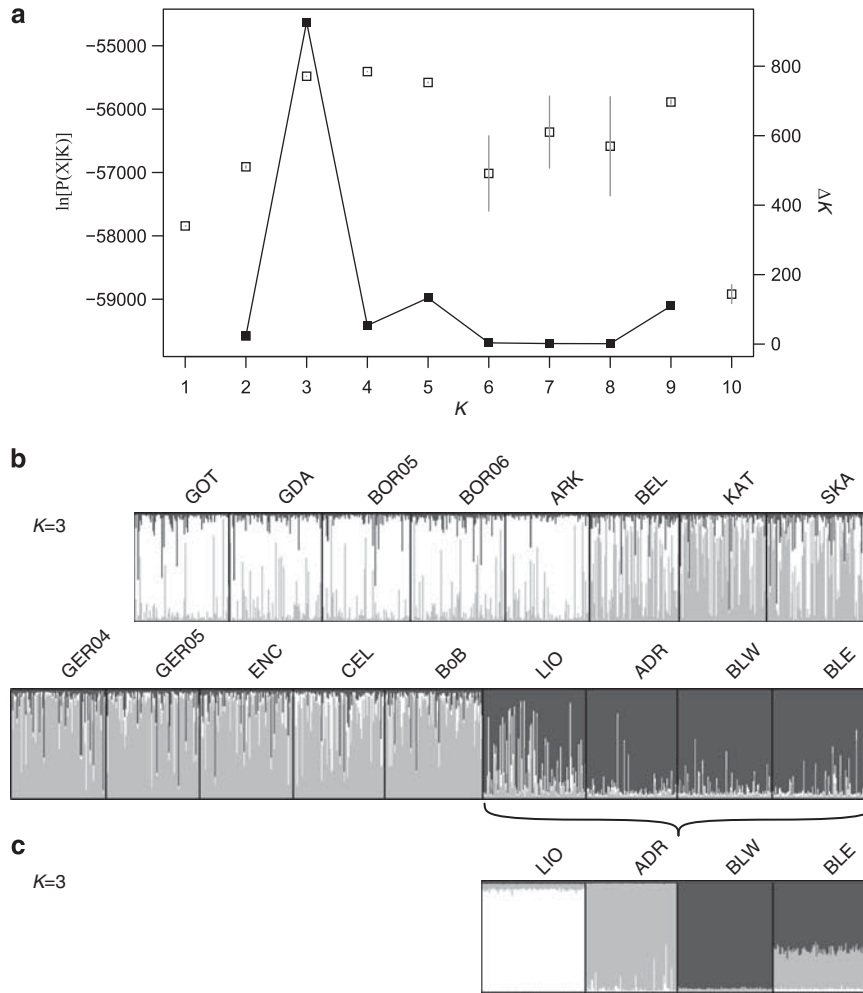 a
−55000
−56000
−57000
−58000
−59000
ln[P(X|K)]
800
600
400
200
0
ΔK
1 2 3 4 5 6 7 8 9 10
K
b
GOT GDA BOR05 BOR06 ARK BEL KAT SKA
K=3
GER04 GER05 ENC CEL BoB LIO ADR BLW BLE
c
LIO ADR BLW BLE
K=3